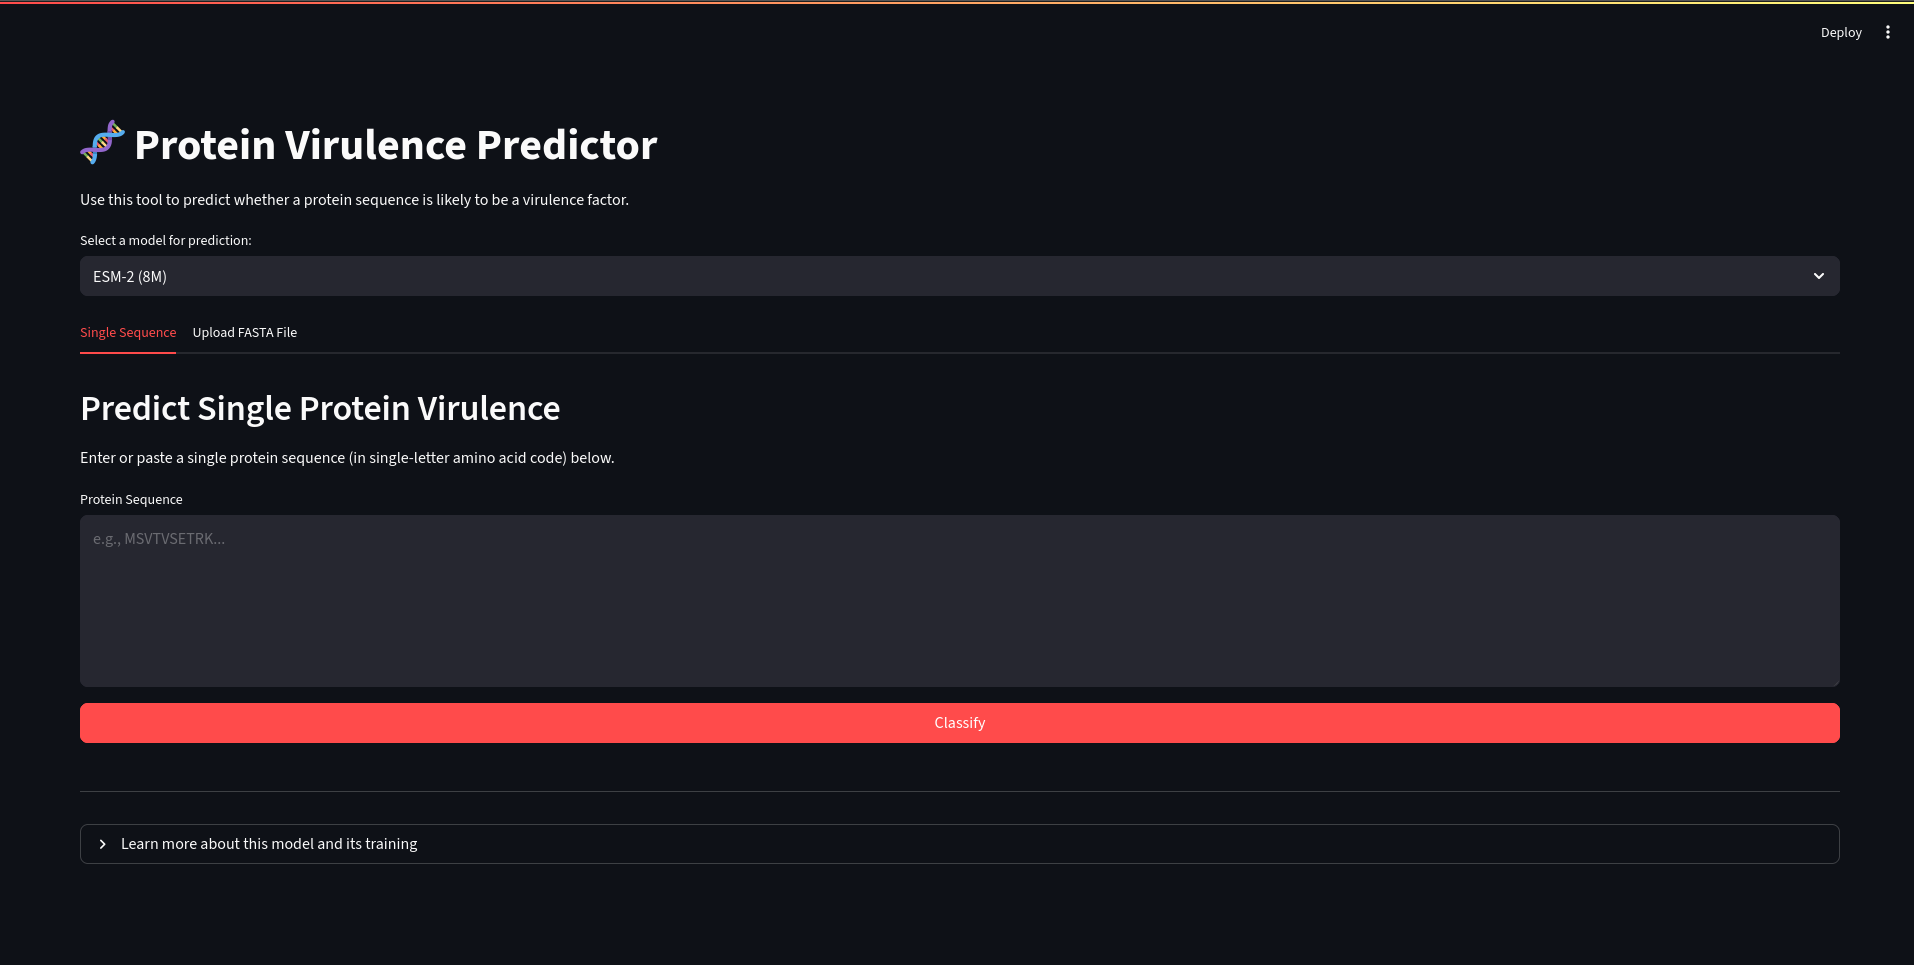 Deploy
Protein Virulence Predictor
Use this tool to predict whether a protein sequence is likely to be a virulence factor.
Select a model for prediction:
ESM-2 (8M)
Single Sequence Upload FASTA File
Predict Single Protein Virulence
Enter or paste a single protein sequence (in single-letter amino acid code) below.
Protein Sequence
e.g., MSVTVSETRK...
Classify
Learn more about this model and its training